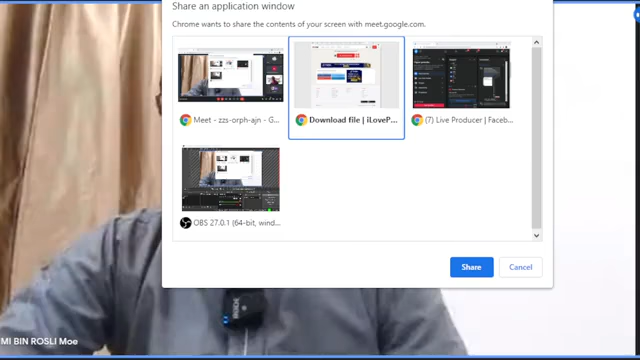 Share an application window
Chrome wants to share the contents of your screen with meet.google.com.
Meet - zzs-orph-ajn - G...
Download file | iLoveP...
(7) Live Producer | Faceb...
OBS 27.0.1 (64-bit, wind...
Share
Cancel
MI BIN ROSLI Moe